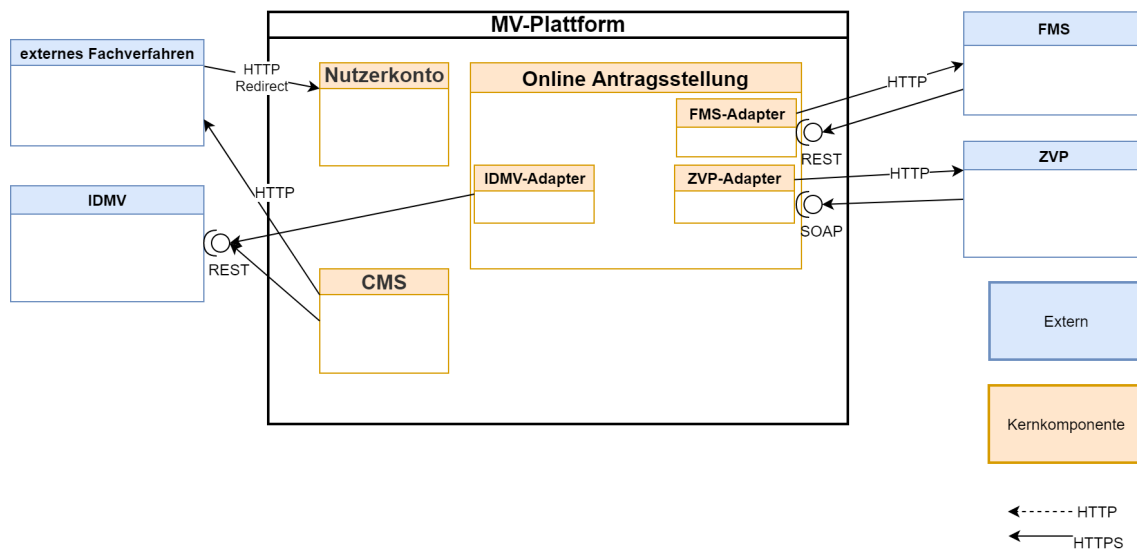 MV-Plattform
externes Fachverfahren
HTTP
Redirect
Nutzerkonto
Online Antragsstellung
FMS-Adapter
HTTP
FMS
REST
IDMV-Adapter
ZVP-Adapter
HTTP
ZVP
SOAP
HTTP
IDMV
REST
CMS
Extern
Kernkomponente
HTTP
HTTPS